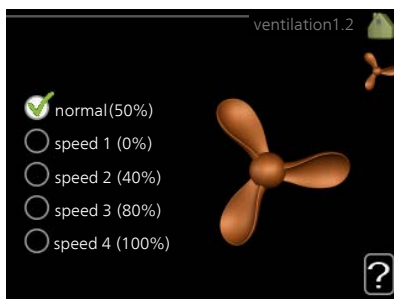 ventilation1.2
normal(50%)
speed 1 (0%)
speed 2 (40%)
speed 3 (80%)
speed 4 (100%)
?